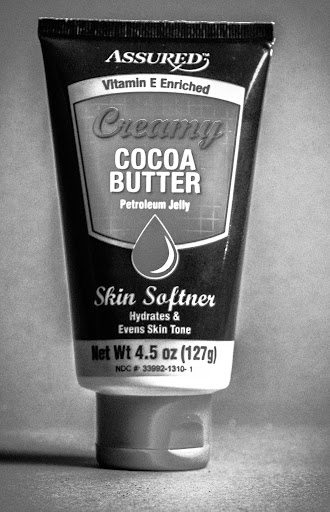 ASSURED™
Vitamin E Enriched
Creamy
COCOA
BUTTER
Petroleum Jelly
Skin Softner
Hydrates &
Evens Skin Tone
Net Wt 4.5 oz (127g)
NDC #: 33992-1310-1